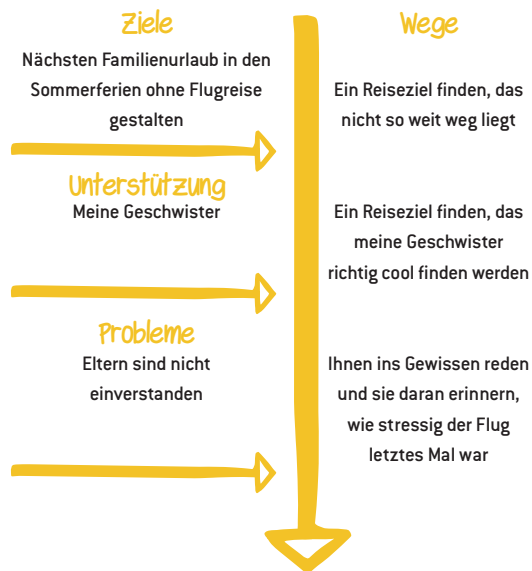 Ziele
Nächsten Familienurlaub in den
Sommerferien ohne Flugreise
gestalten
Wege
Ein Reiseziel finden, das
nicht so weit weg liegt
Unterstützung
Meine Geschwister
Ein Reiseziel finden, das
meine Geschwister
richtig cool finden werden
Probleme
Eltern sind nicht
einverstanden
Ihnen ins Gewissen reden
und sie daran erinnern,
wie stressig der Flug
letztes Mal war